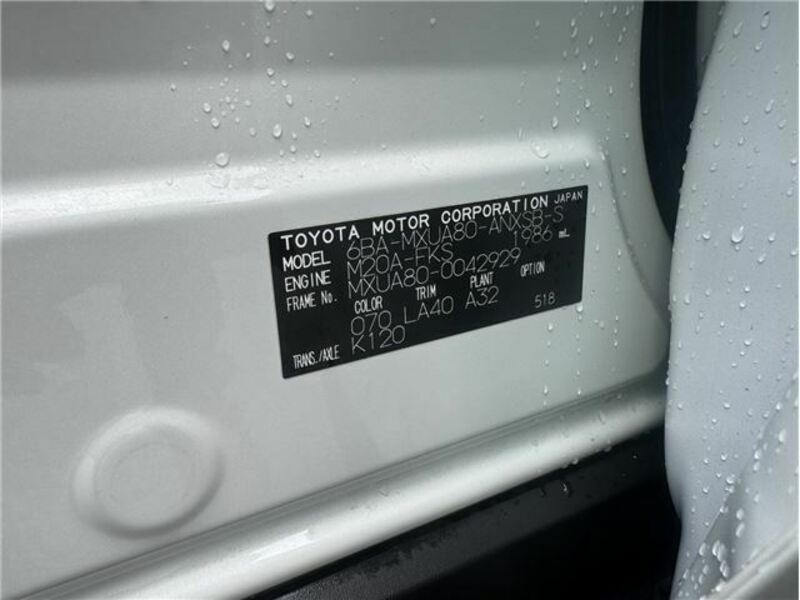 TOYOTA MOTOR CORPORATION JAPAN
MODEL 6BA-MXUA80-ANXSB-S
ENGINE M20A-FKS 1986 mL
FRAME No. MXUA80-0042929
COLOR TRIM PLANT OPTION
070 LA40 A32 518
TRANS./AXLE K120